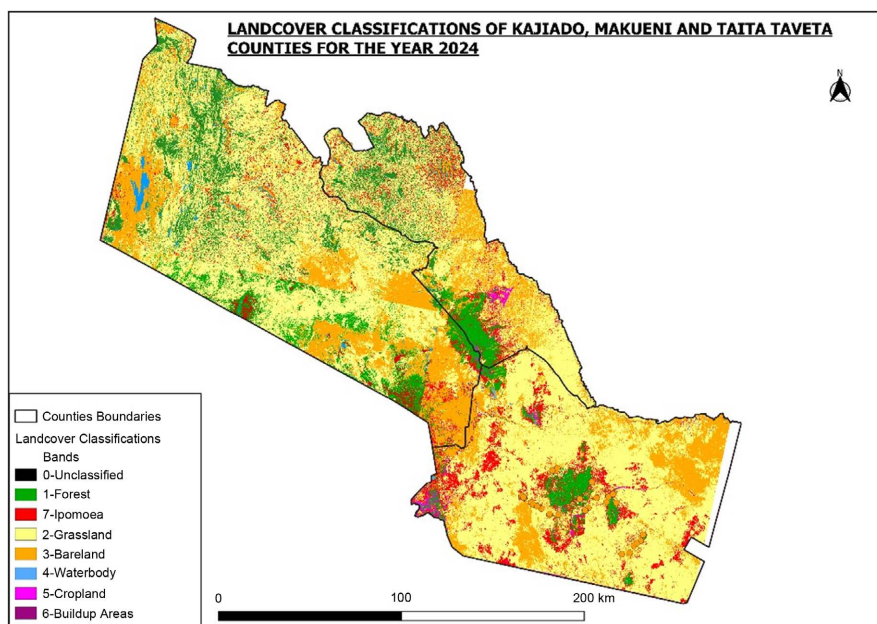 LANDCOVER CLASSIFICATIONS OF KAJIADO, MAKUENI AND TAITA TAVETA
COUNTIES FOR THE YEAR 2024
N
Counties Boundaries
Landcover Classifications
Bands
0-Unclassified
1-Forest
7-Ipomoea
2-Grassland
3-Bareland
4-Waterbody
5-Cropland
6-Buildup Areas
0 100 200 km